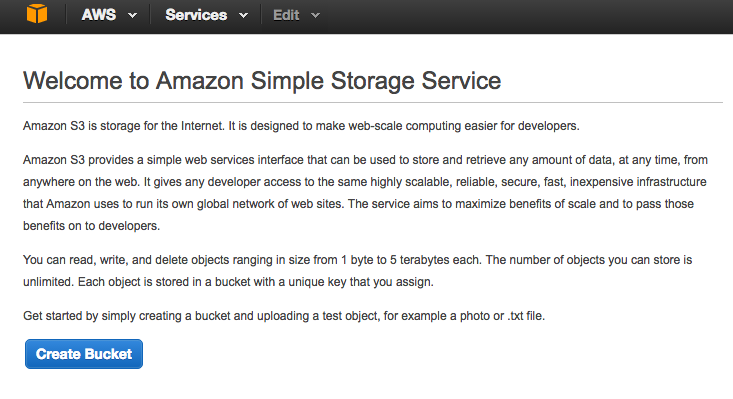 AWS Services Edit
Welcome to Amazon Simple Storage Service
Amazon S3 is storage for the Internet. It is designed to make web-scale computing easier for developers.
Amazon S3 provides a simple web services interface that can be used to store and retrieve any amount of data, at any time, from
anywhere on the web. It gives any developer access to the same highly scalable, reliable, secure, fast, inexpensive infrastructure
that Amazon uses to run its own global network of web sites. The service aims to maximize benefits of scale and to pass those
benefits on to developers.
You can read, write, and delete objects ranging in size from 1 byte to 5 terabytes each. The number of objects you can store is
unlimited. Each object is stored in a bucket with a unique key that you assign.
Get started by simply creating a bucket and uploading a test object, for example a photo or .txt file.
Create Bucket